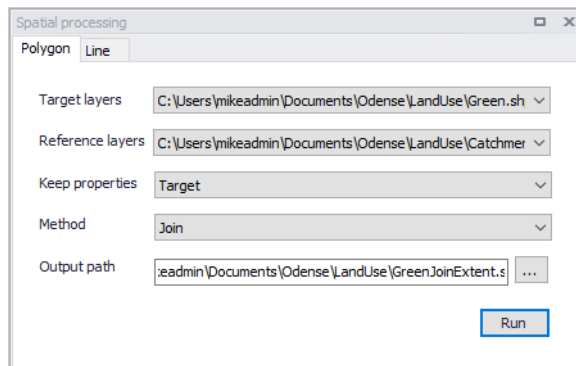 Spatial processing
Polygon Line
Target layers C:\Users\mikeadmin\Documents\Odense\LandUse\Green.sh
Reference layers C:\Users\mikeadmin\Documents\Odense\LandUse\Catchmer
Keep properties Target
Method Join
Output path :eadmin\Documents\Odense\LandUse\GreenJoinExtent.s ...
Run